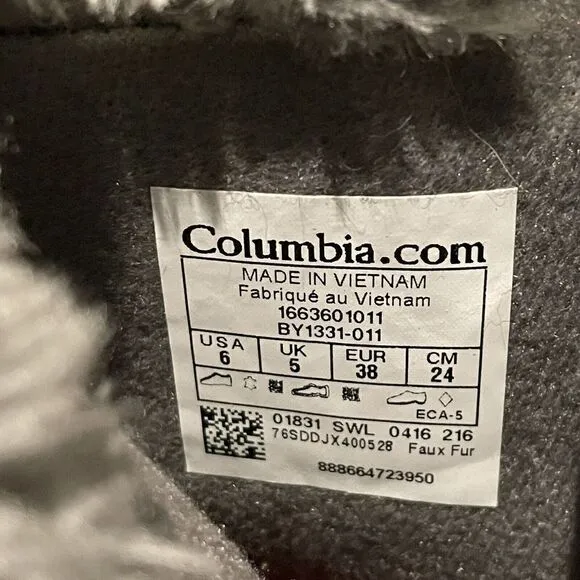 Columbia.com
MADE IN VIETNAM
Fabriqué au Vietnam
1663601011
BY1331-011
USA UK EUR CM
6 5 38 24
ECA-5
01831 SWL 0416 216
76SDDJX400528 Faux Fur
888664723950